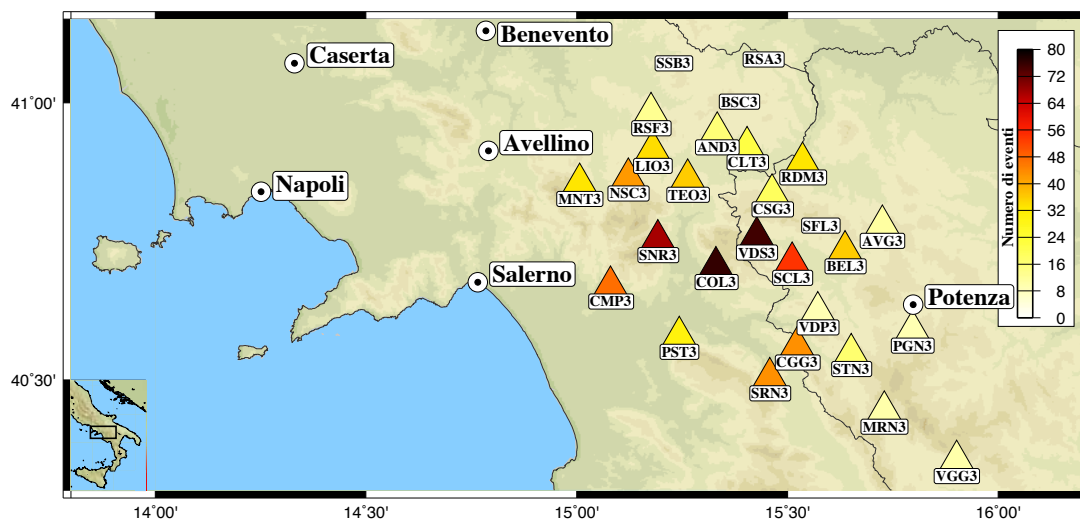 Benevento
Caserta
SSB3
RSA3
80
72
64
56
48
40
32
24
16
8
0
Numero di eventi
41°00'
BSC3
RSF3
AND3
Avellino
LIO3
CLT3
RDM3
Napoli
MNT3
NSC3
TEO3
CSG3
SFL3
AVG3
SNR3
VDS3
BEL3
Salerno
COL3
SCL3
CMP3
Potenza
VDP3
PST3
PGN3
CGG3
STN3
40°30'
SRN3
MRN3
VGG3
14°00'
14°30'
15°00'
15°30'
16°00'